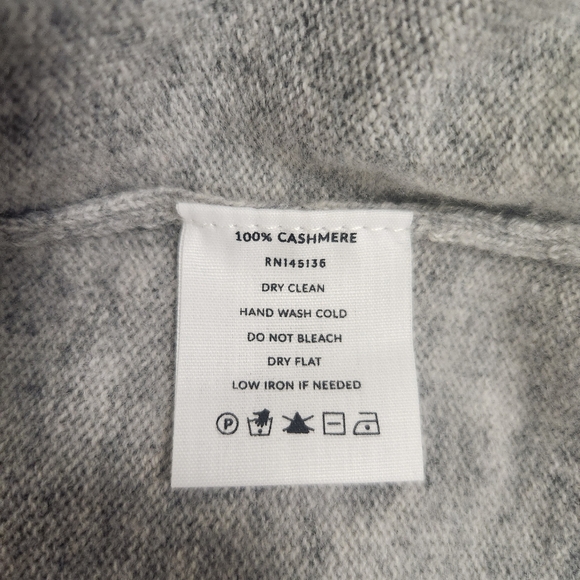 100% CASHMERE
RN145136
DRY CLEAN
HAND WASH COLD
DO NOT BLEACH
DRY FLAT
LOW IRON IF NEEDED
P